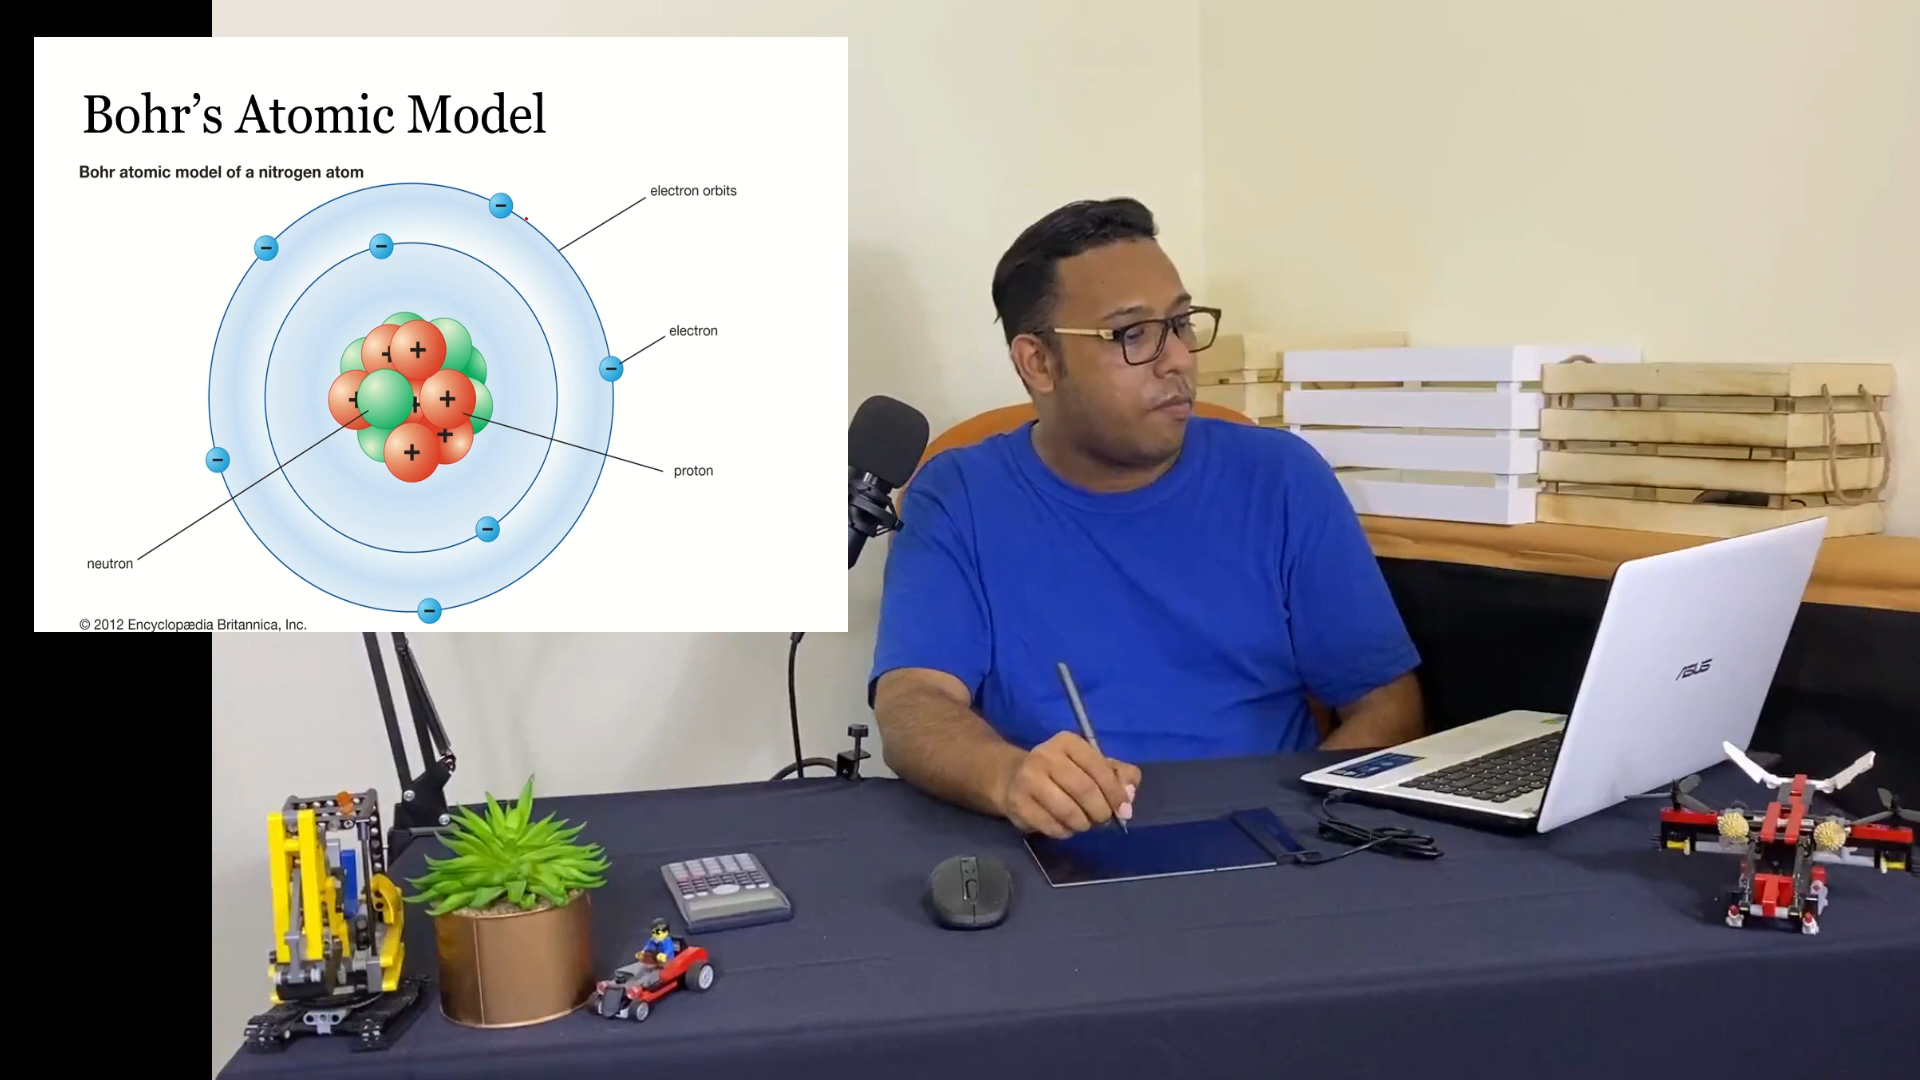 Bohr’s Atomic Model
Bohr atomic model of a nitrogen atom
electron orbits
electron
proton
neutron
© 2012 Encyclopædia Britannica, Inc.
ASUS